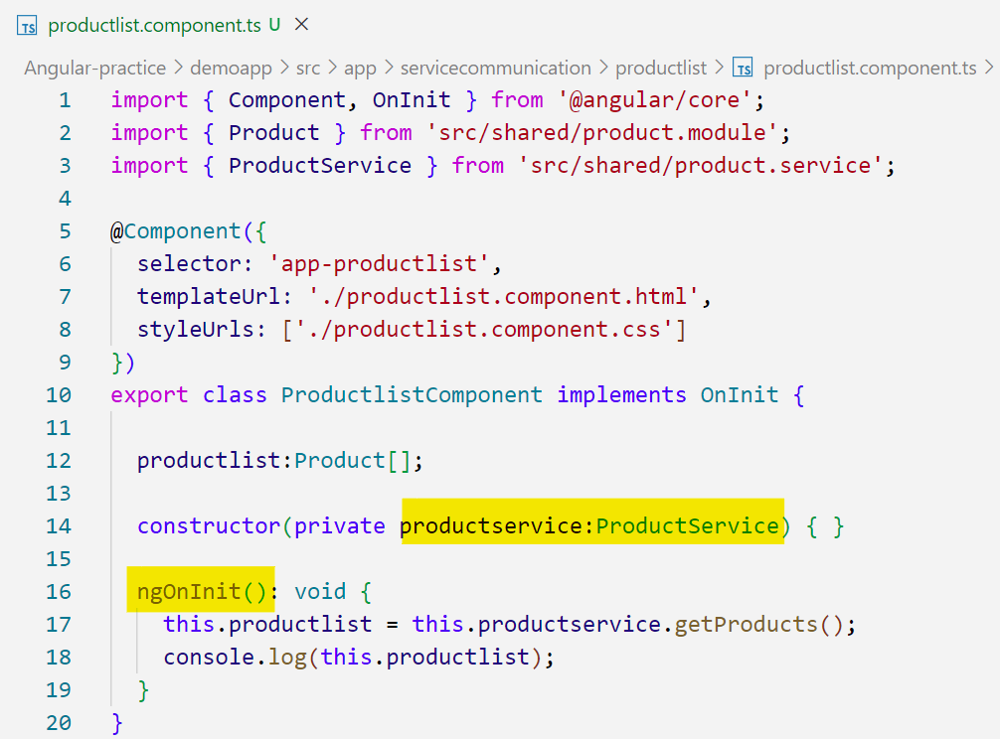 TS productlist.component.ts U ×
Angular-practice > demoapp > src > app > servicecommunication > productlist > TS productlist.component.ts >
1 import { Component, OnInit } from '@angular/core';
2 import { Product } from 'src/shared/product.module';
3 import { ProductService } from 'src/shared/product.service';
4
5 @Component({
6   selector: 'app-productlist',
7   templateUrl: './productlist.component.html',
8   styleUrls: ['./productlist.component.css']
9 })
10 export class ProductlistComponent implements OnInit {
11
12   productlist:Product[];
13
14   constructor(private productservice:ProductService) { }
15
16   ngOnInit(): void {
17     this.productlist = this.productservice.getProducts();
18     console.log(this.productlist);
19   }
20 }